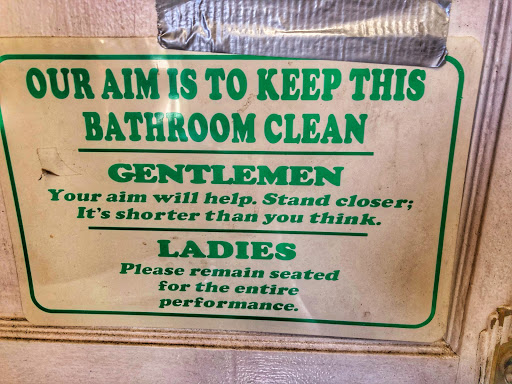 OUR AIM IS TO KEEP THIS
BATHROOM CLEAN
GENTLEMEN
Your aim will help. Stand closer;
It's shorter than you think.
LADIES
Please remain seated
for the entire
performance.